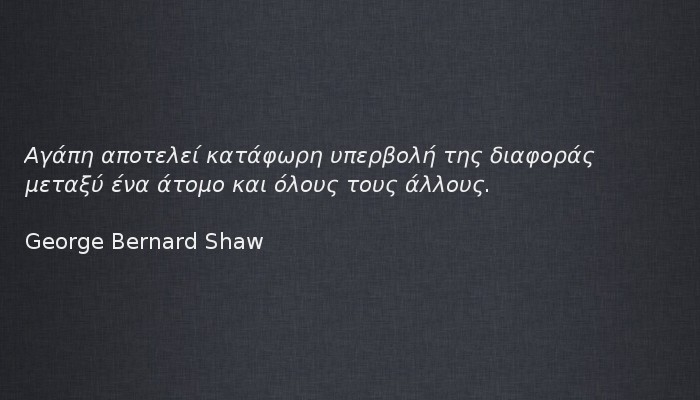 Αγάπη αποτελεί κατάφωρη υπερβολή της διαφοράς
μεταξύ ένα άτομο και όλους τους άλλους.
George Bernard Shaw